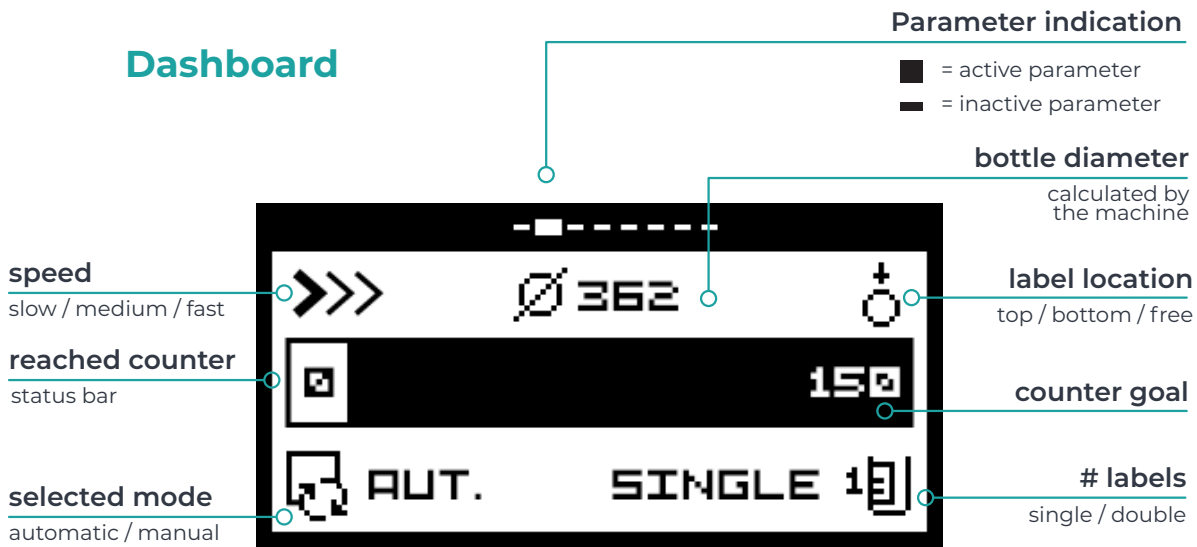 Dashboard
Parameter indication
= active parameter
= inactive parameter
bottle diameter
calculated by
the machine
speed
slow / medium / fast
Ø 362
label location
top / bottom / free
reached counter
status bar
0
150
counter goal
selected mode
automatic / manual
AUT.
SINGLE 1
# labels
single / double